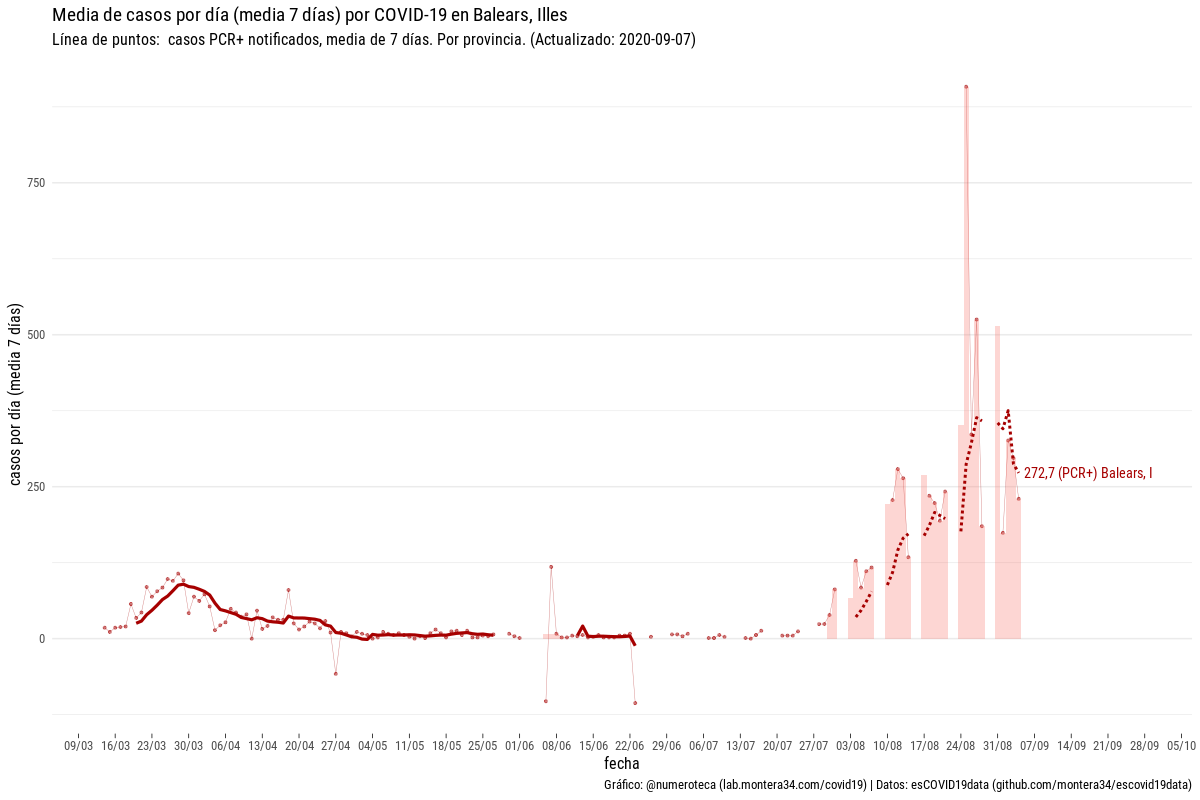 Media de casos por día (media 7 días) por COVID-19 en Balears, Illes
Línea de puntos:  casos PCR+ notificados, media de 7 días. Por provincia. (Actualizado: 2020-09-07)
casos por día (media 7 días)
750
500
250
0
272,7 (PCR+) Balears, I
09/03 16/03 23/03 30/03 06/04 13/04 20/04 27/04 04/05 11/05 18/05 25/05 01/06 08/06 15/06 22/06 29/06 06/07 13/07 20/07 27/07 03/08 10/08 17/08 24/08 31/08 07/09 14/09 21/09 28/09 05/10
fecha
Gráfico: @numeroteca (lab.montera34.com/covid19) | Datos: esCOVID19data (github.com/montera34/escovid19data)